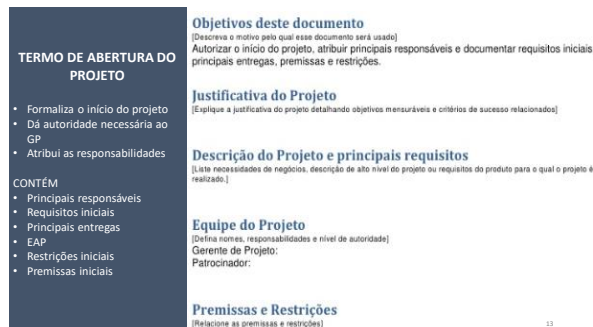 TERMO DE ABERTURA DO
PROJETO
• Formaliza o início do projeto
• Dá autoridade necessária ao
GP
• Atribui as responsabilidades
CONTÉM
• Principais responsáveis
• Requisitos iniciais
• Principais entregas
• EAP
• Restrições iniciais
• Premissas iniciais
Objetivos deste documento
[Descreva o motivo pelo qual esse documento será usado]
Autorizar o início do projeto, atribuir principais responsáveis e documentar requisitos iniciais
principais entregas, premissas e restrições.
Justificativa do Projeto
[Explique a justificativa do projeto detalhando objetivos mensuráveis e critérios de sucesso relacionados]
Descrição do Projeto e principais requisitos
[Liste necessidades de negócios, descrição de alto nível do projeto ou requisitos do produto para o qual o projeto é
realizado.]
Equipe do Projeto
[Defina nomes, responsabilidades e nível de autoridade]
Gerente de Projeto:
Patrocinador:
Premissas e Restrições
[Relacione as premissas e restrições]
13